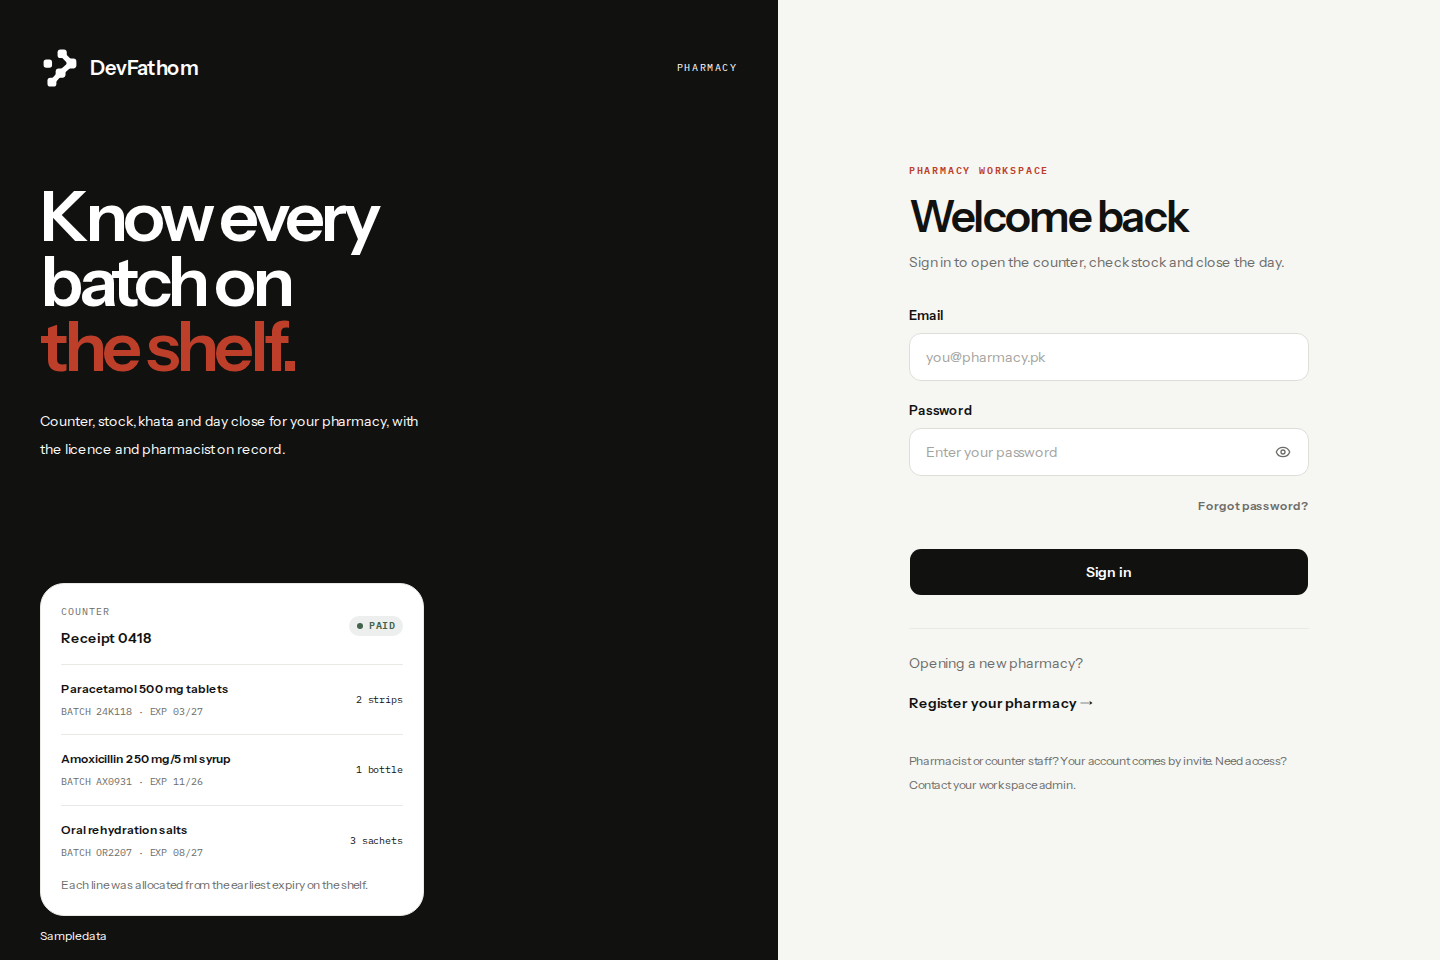 DevFathom
PHARMACY
Know every
batch on
the shelf.
Counter, stock, khata and day close for your pharmacy, with
the licence and pharmacist on record.
COUNTER
Receipt 0418
PAID
Paracetamol 500 mg tablets
BATCH 24K118 · EXP 03/27
2 strips
Amoxicillin 250 mg/5 ml syrup
BATCH AX0931 · EXP 11/26
1 bottle
Oral rehydration salts
BATCH OR2207 · EXP 08/27
3 sachets
Each line was allocated from the earliest expiry on the shelf.
Sample data
PHARMACY WORKSPACE
Welcome back
Sign in to open the counter, check stock and close the day.
Email
you@pharmacy.pk
Password
Enter your password
Forgot password?
Sign in
Opening a new pharmacy?
Register your pharmacy →
Pharmacist or counter staff? Your account comes by invite. Need access?
Contact your workspace admin.